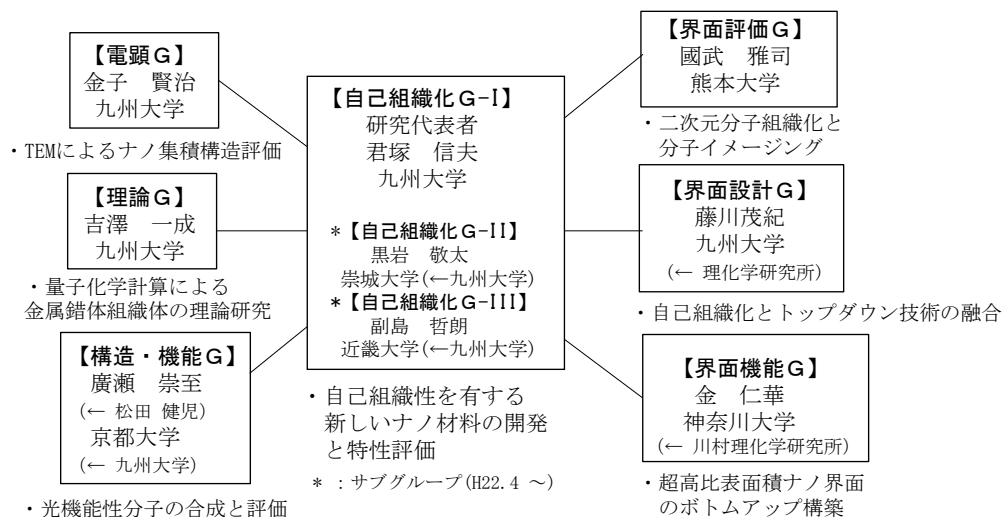 【電顕G】
金子　賢治
九州大学
・TEMによるナノ集積構造評価
【理論G】
吉澤　一成
九州大学
・量子化学計算による
金属錯体組織体の理論研究
【構造・機能G】
廣瀬　崇至
(← 松田 健児)
京都大学
(← 九州大学)
・光機能性分子の合成と評価
【自己組織化G-I】
研究代表者
君塚　信夫
九州大学
*【自己組織化G-II】
黒岩　敬太
崇城大学(←九州大学)
*【自己組織化G-III】
副島　哲朗
近畿大学(←九州大学)
・自己組織性を有する
新しいナノ材料の開発
と特性評価
* ：サブグループ(H22.4 ～)
【界面評価G】
國武　雅司
熊本大学
・二次元分子組織化と
分子イメージング
【界面設計G】
藤川茂紀
九州大学
(← 理化学研究所)
・自己組織化とトップダウン技術の融合
【界面機能G】
金　仁華
神奈川大学
(← 川村理化学研究所)
・超高比表面積ナノ界面
のボトムアップ構築